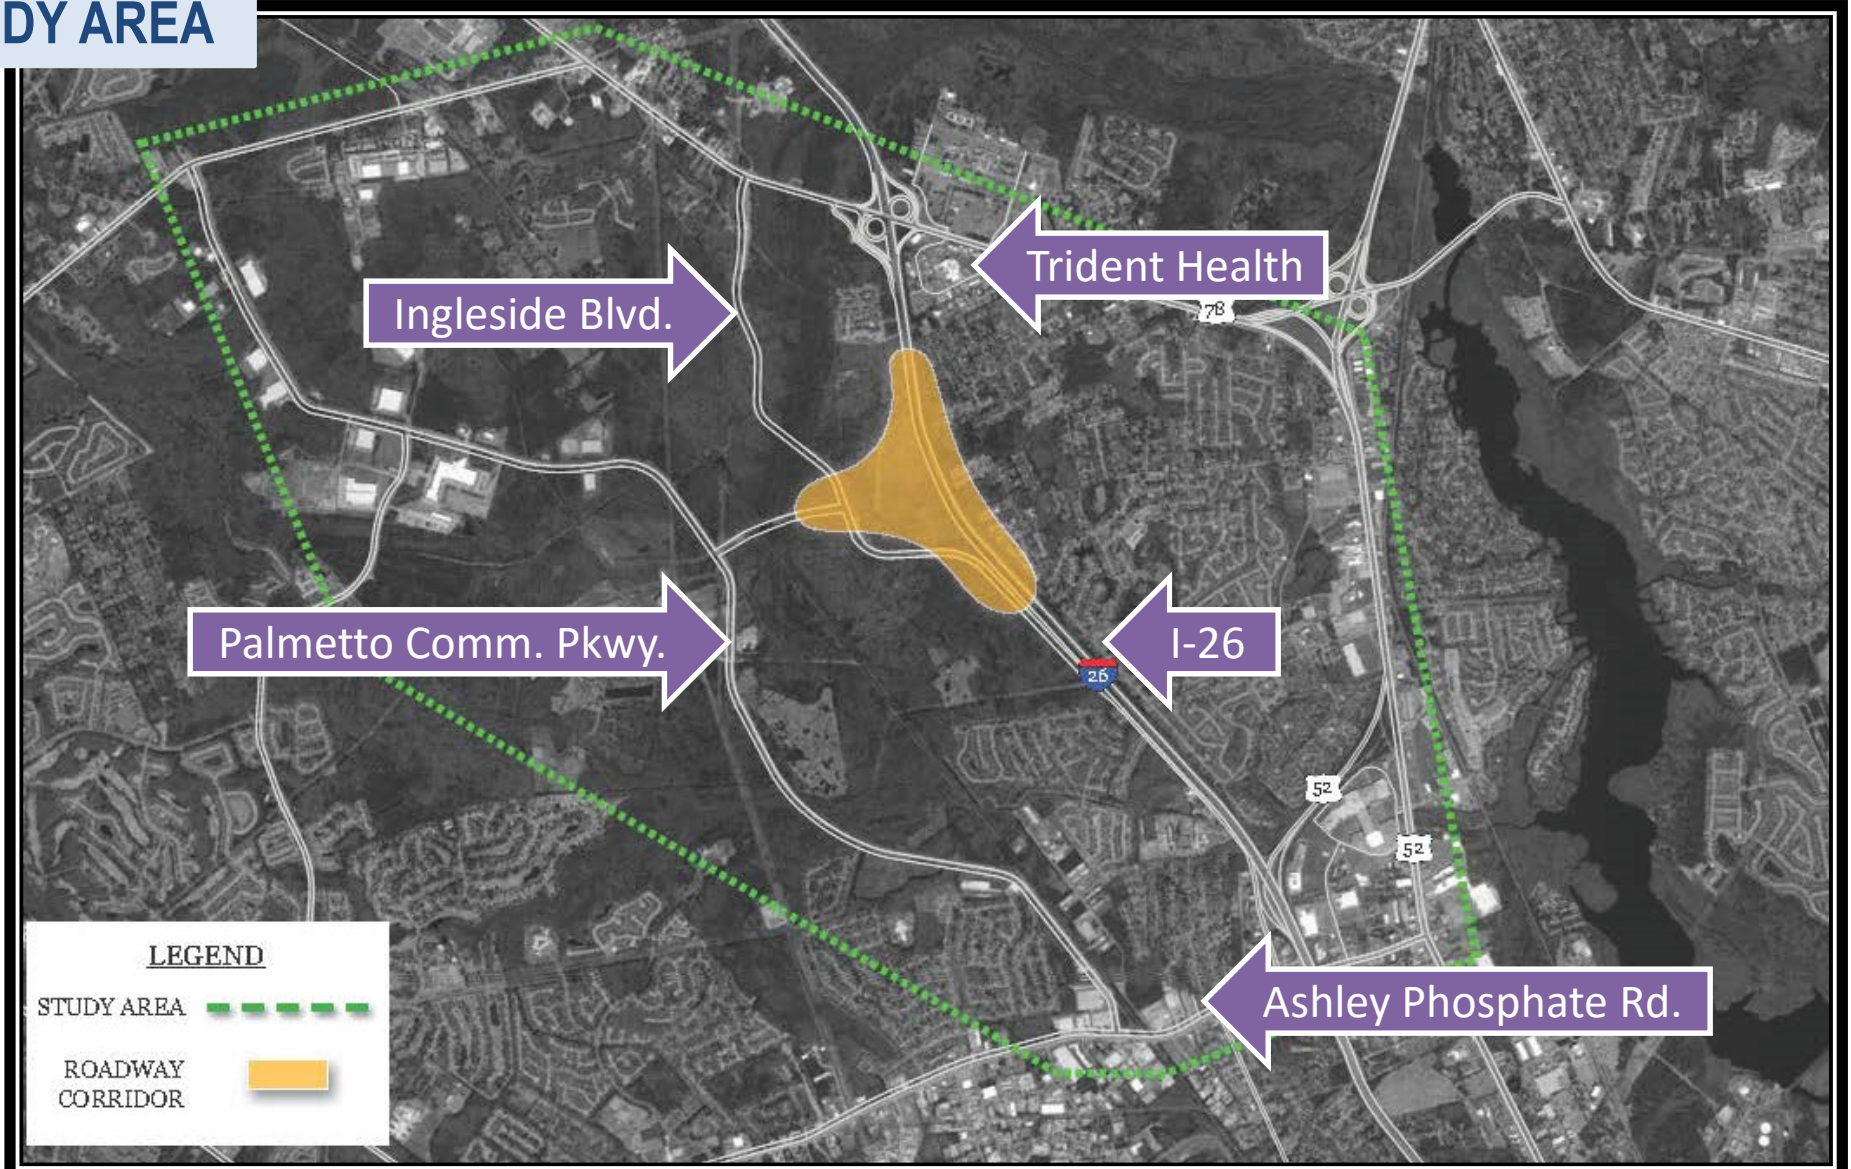 DY AREA
Trident Health
Ingleside Blvd.
78
Palmetto Comm. Pkwy.
I-26
26
52
52
LEGEND
STUDY AREA
ROADWAY
CORRIDOR
Ashley Phosphate Rd.